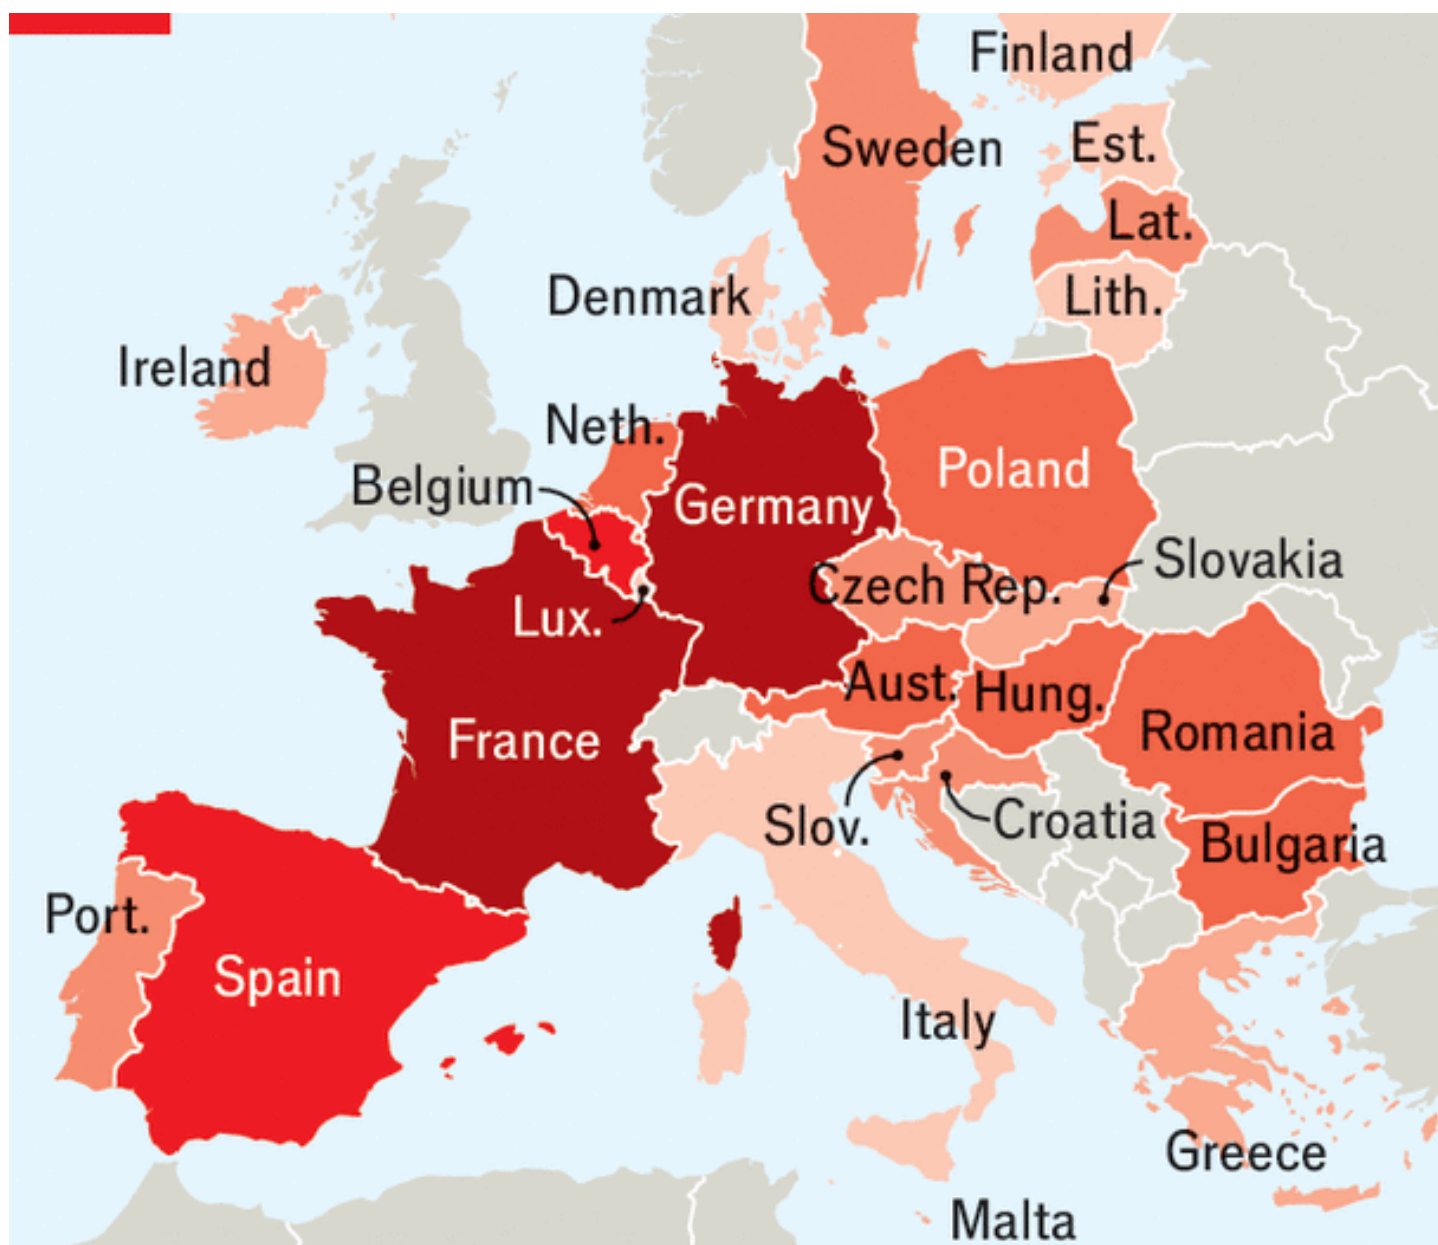 Finland
Sweden
Est.
Lat.
Denmark
Lith.
Ireland
Neth.
Belgium
Poland
Germany
Slovakia
Czech Rep.
Lux.
Aust.
Hung.
France
Romania
Slov.
Croatia
Bulgaria
Port.
Spain
Italy
Greece
Malta